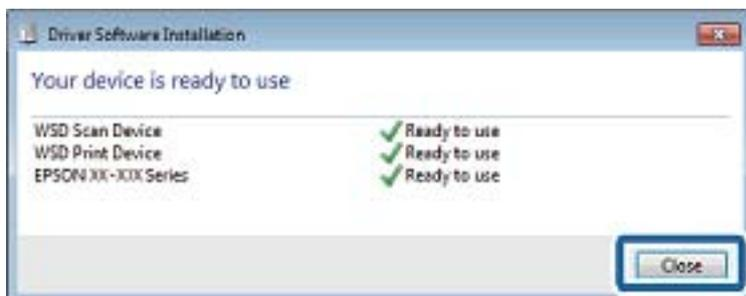 Driver Software Installation
Your device is ready to use
WSD Scan Device Ready to use
WSD Print Device Ready to use
EPSON XX-XXX Series Ready to use
Close